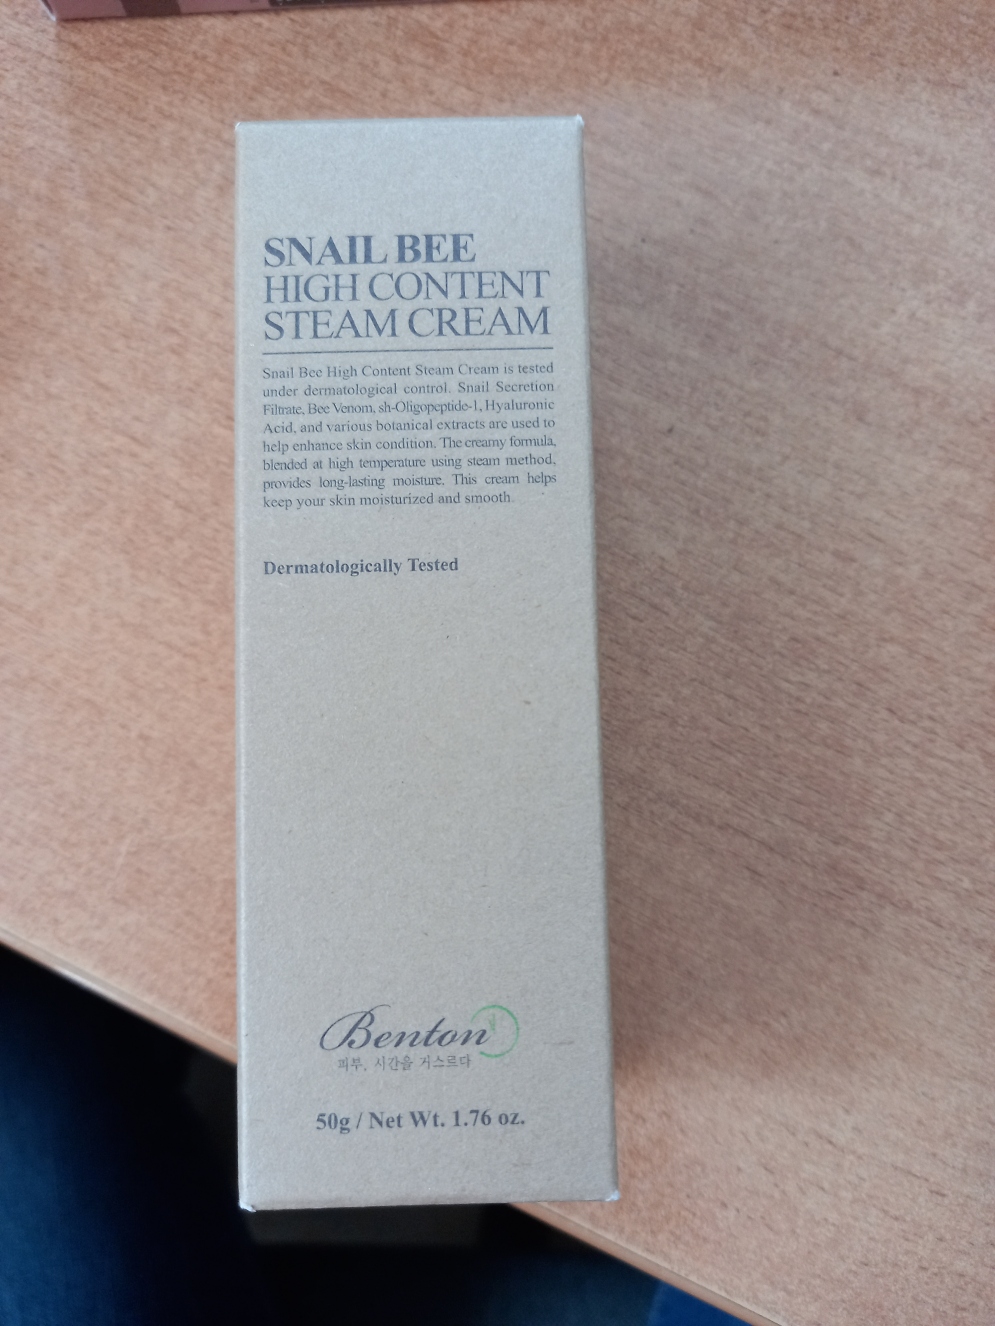 SNAIL BEE
HIGH CONTENT
STEAM CREAM
Snail Bee High Content Steam Cream is tested
under dermatological control. Snail Secretion
Filtrate, Bee Venom, sh-Oligopeptide-1, Hyaluronic
Acid, and various botanical extracts are used to
help enhance skin condition. The creamy formula,
blended at high temperature using steam method,
provides long-lasting moisture. This cream helps
keep your skin moisturized and smooth.
Dermatologically Tested
Benton
피부, 시간을 거스르다
50g / Net Wt. 1.76 oz.